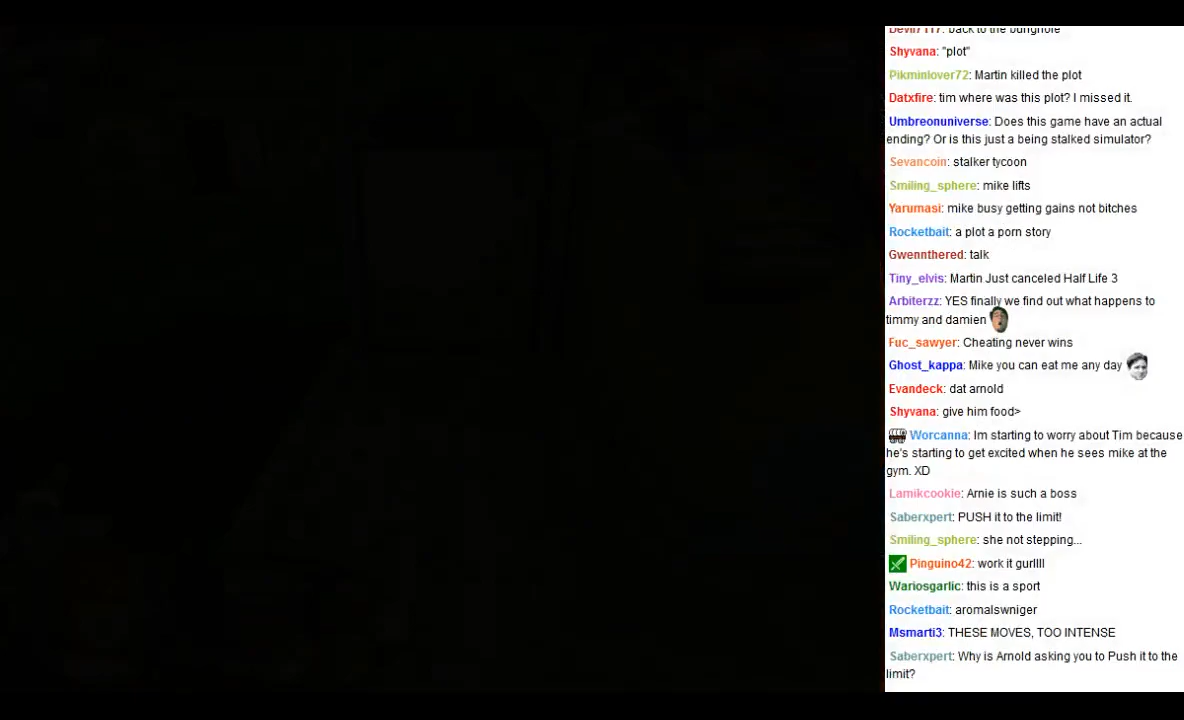 Devil7117: back to the bunghole
Shyvana: "plot"
Pikminlover72: Martin killed the plot
Datxfire: tim where was this plot? I missed it.
Umbreonuniverse: Does this game have an actual
ending? Or is this just a being stalked simulator?
Sevancoin: stalker tycoon
Smiling_sphere: mike lifts
Yarumasi: mike busy getting gains not bitches
Rocketbait: a plot a porn story
Gwennthered: talk
Tiny_elvis: Martin Just canceled Half Life 3
Arbiterzz: YES finally we find out what happens to
timmy and damien
Fuc_sawyer: Cheating never wins
Ghost_kappa: Mike you can eat me any day
Evandeck: dat arnold
Shyvana: give him food>
Worcanna: Im starting to worry about Tim because
he's starting to get excited when he sees mike at the
gym. XD
Lamikcookie: Arnie is such a boss
Saberxpert: PUSH it to the limit!
Smiling_sphere: she not stepping...
Pinguino42: work it gurllll
Wariosgarlic: this is a sport
Rocketbait: aromalswniger
Msmarti3: THESE MOVES, TOO INTENSE
Saberxpert: Why is Arnold asking you to Push it to the
limit?